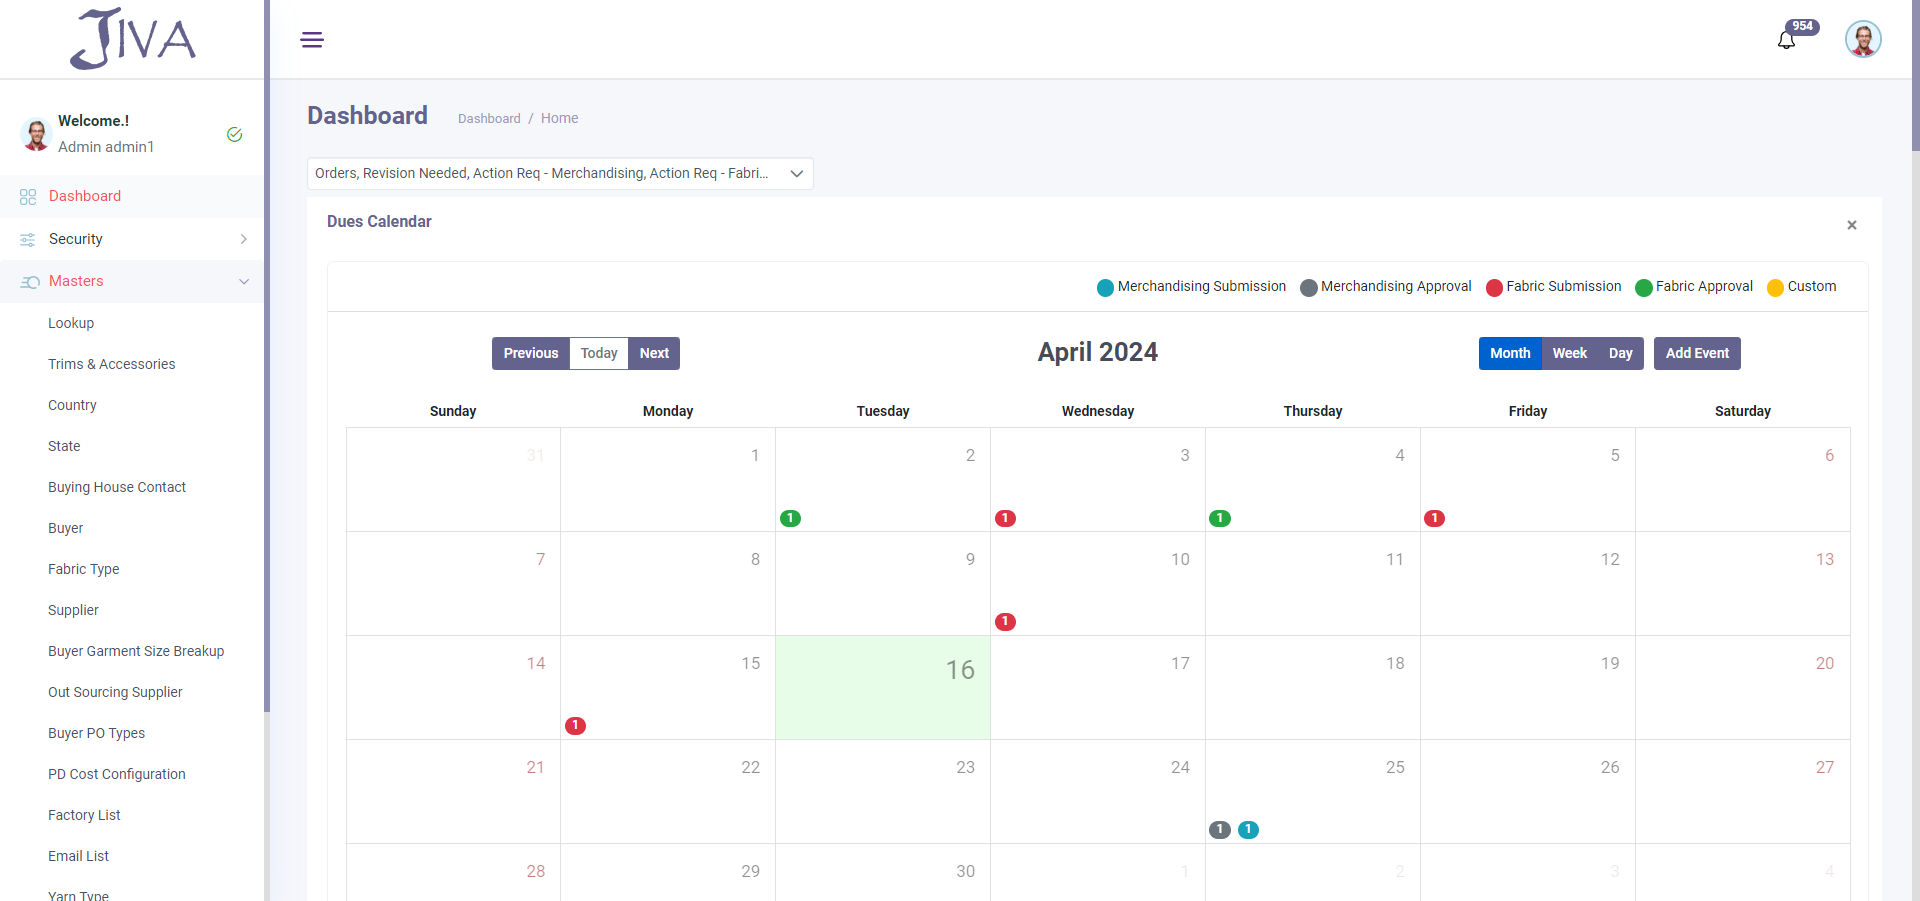 JIVA
954
Welcome.!
Admin admin1
Dashboard
Security
Masters
Lookup
Trims & Accessories
Country
State
Buying House Contact
Buyer
Fabric Type
Supplier
Buyer Garment Size Breakup
Out Sourcing Supplier
Buyer PO Types
PD Cost Configuration
Factory List
Email List
Yarn Type
Dashboard
Dashboard / Home
Orders, Revision Needed, Action Req - Merchandising, Action Req - Fabri...
Dues Calendar
×
Merchandising Submission Merchandising Approval Fabric Submission Fabric Approval Custom
Previous Today Next
April 2024
Month Week Day Add Event
Sunday Monday Tuesday Wednesday Thursday Friday Saturday
31 1 2 3 4 5 6
1 1 1 1
7 8 9 10 11 12 13
1
14 15 16 17 18 19 20
1
21 22 23 24 25 26 27
1 1
28 29 30 1 2 3 4